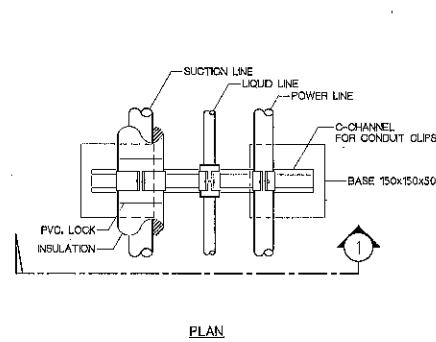 SUCTION LINE
LIQUID LINE
POWER LINE
C-CHANNEL
FOR CONDUIT CLIPS
BASE 150x150x50
PVC. LOCK
INSULATION
1
PLAN